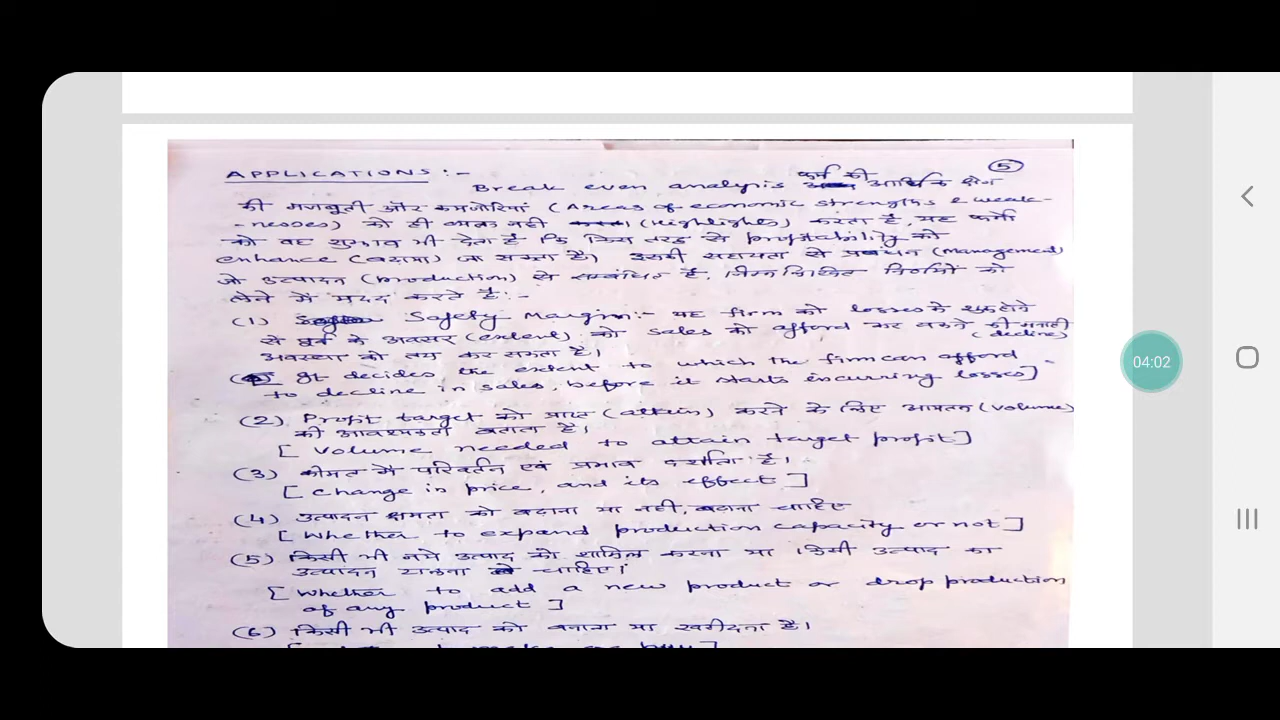 APPLICATIONS :-
5
Break even analysis फर्म की आर्थिक क्षेत्र
की मजबूती और कमजोरियां (Areas of economic strengths & weak-
-nesses) को ही व्यक्त नहीं (Highlights) करता है, यह फर्म
को वह सुझाव भी देता है कि किस तरह से profitability को
enhance (बढ़ाया) जा सकता है। इसकी सहायता से प्रबंधन (management)
जो उत्पादन (production) से सम्बंधित है, निम्नलिखित निर्णयों को
लेने में मदद करते हैं:-
(1) Safety Margin:- यह firm को losses के शुरू होने
से पूर्व के अवसर (extent) को sales को afford कर सकने की
(decline)
अवस्था को तय कर सकता है।
[ It decides the extent to which the firm can afford
to decline in sales, before it starts incurring losses]
(2) Profit target को प्राप्त (attain) करने के लिए आयतन (volume)
की आवश्यकता बताता है।
[ Volume needed to attain target profit]
(3) कीमत में परिवर्तन एवं प्रभाव दर्शाता है।
[ change in price, and its effect ]
(4) उत्पादन क्षमता को बढ़ाना या नहीं बढ़ाना चाहिए
[ Whether to expand production capacity or not ]
(5) किसी भी नये उत्पाद को शामिल करना या किसी उत्पाद का
उत्पादन चाहिए।
[ Whether to add a new product or drop production
of any product ]
(6) किसी भी उत्पाद को बनाना या खरीदना है।
make or buy]
04:02